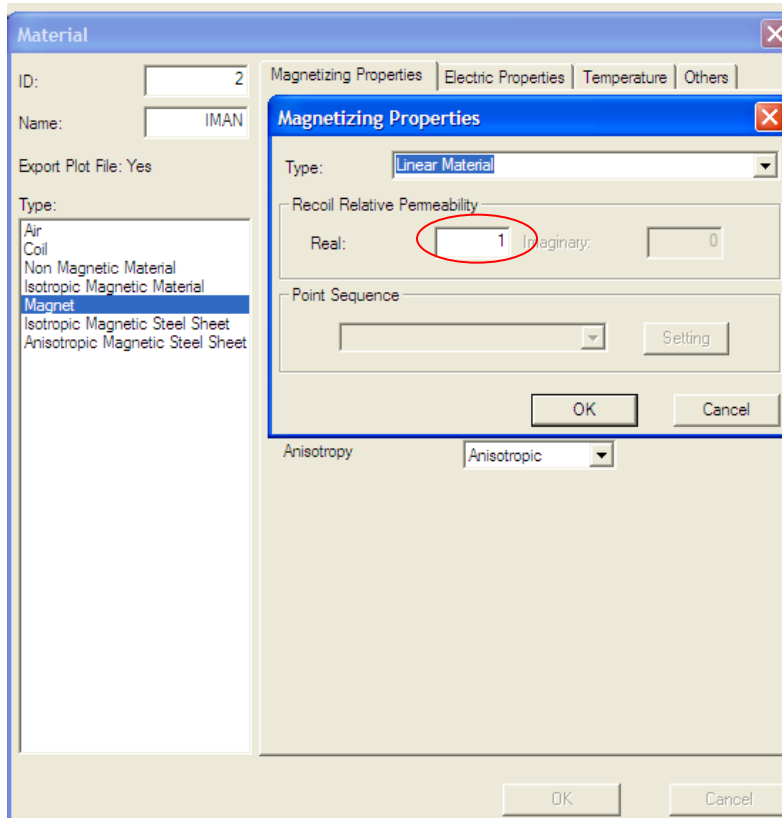 Material
ID: 2
Name: IMAN
Export Plot File: Yes
Type:
Air
Coil
Non Magnetic Material
Isotropic Magnetic Material
Magnet
Isotropic Magnetic Steel Sheet
Anisotropic Magnetic Steel Sheet
Magnetizing Properties Electric Properties Temperature Others
Magnetizing Properties
Type: Linear Material
Recoil Relative Permeability
Real: 1 Imaginary: 0
Point Sequence
Setting
OK Cancel
Anisotropy Anisotropic
OK Cancel